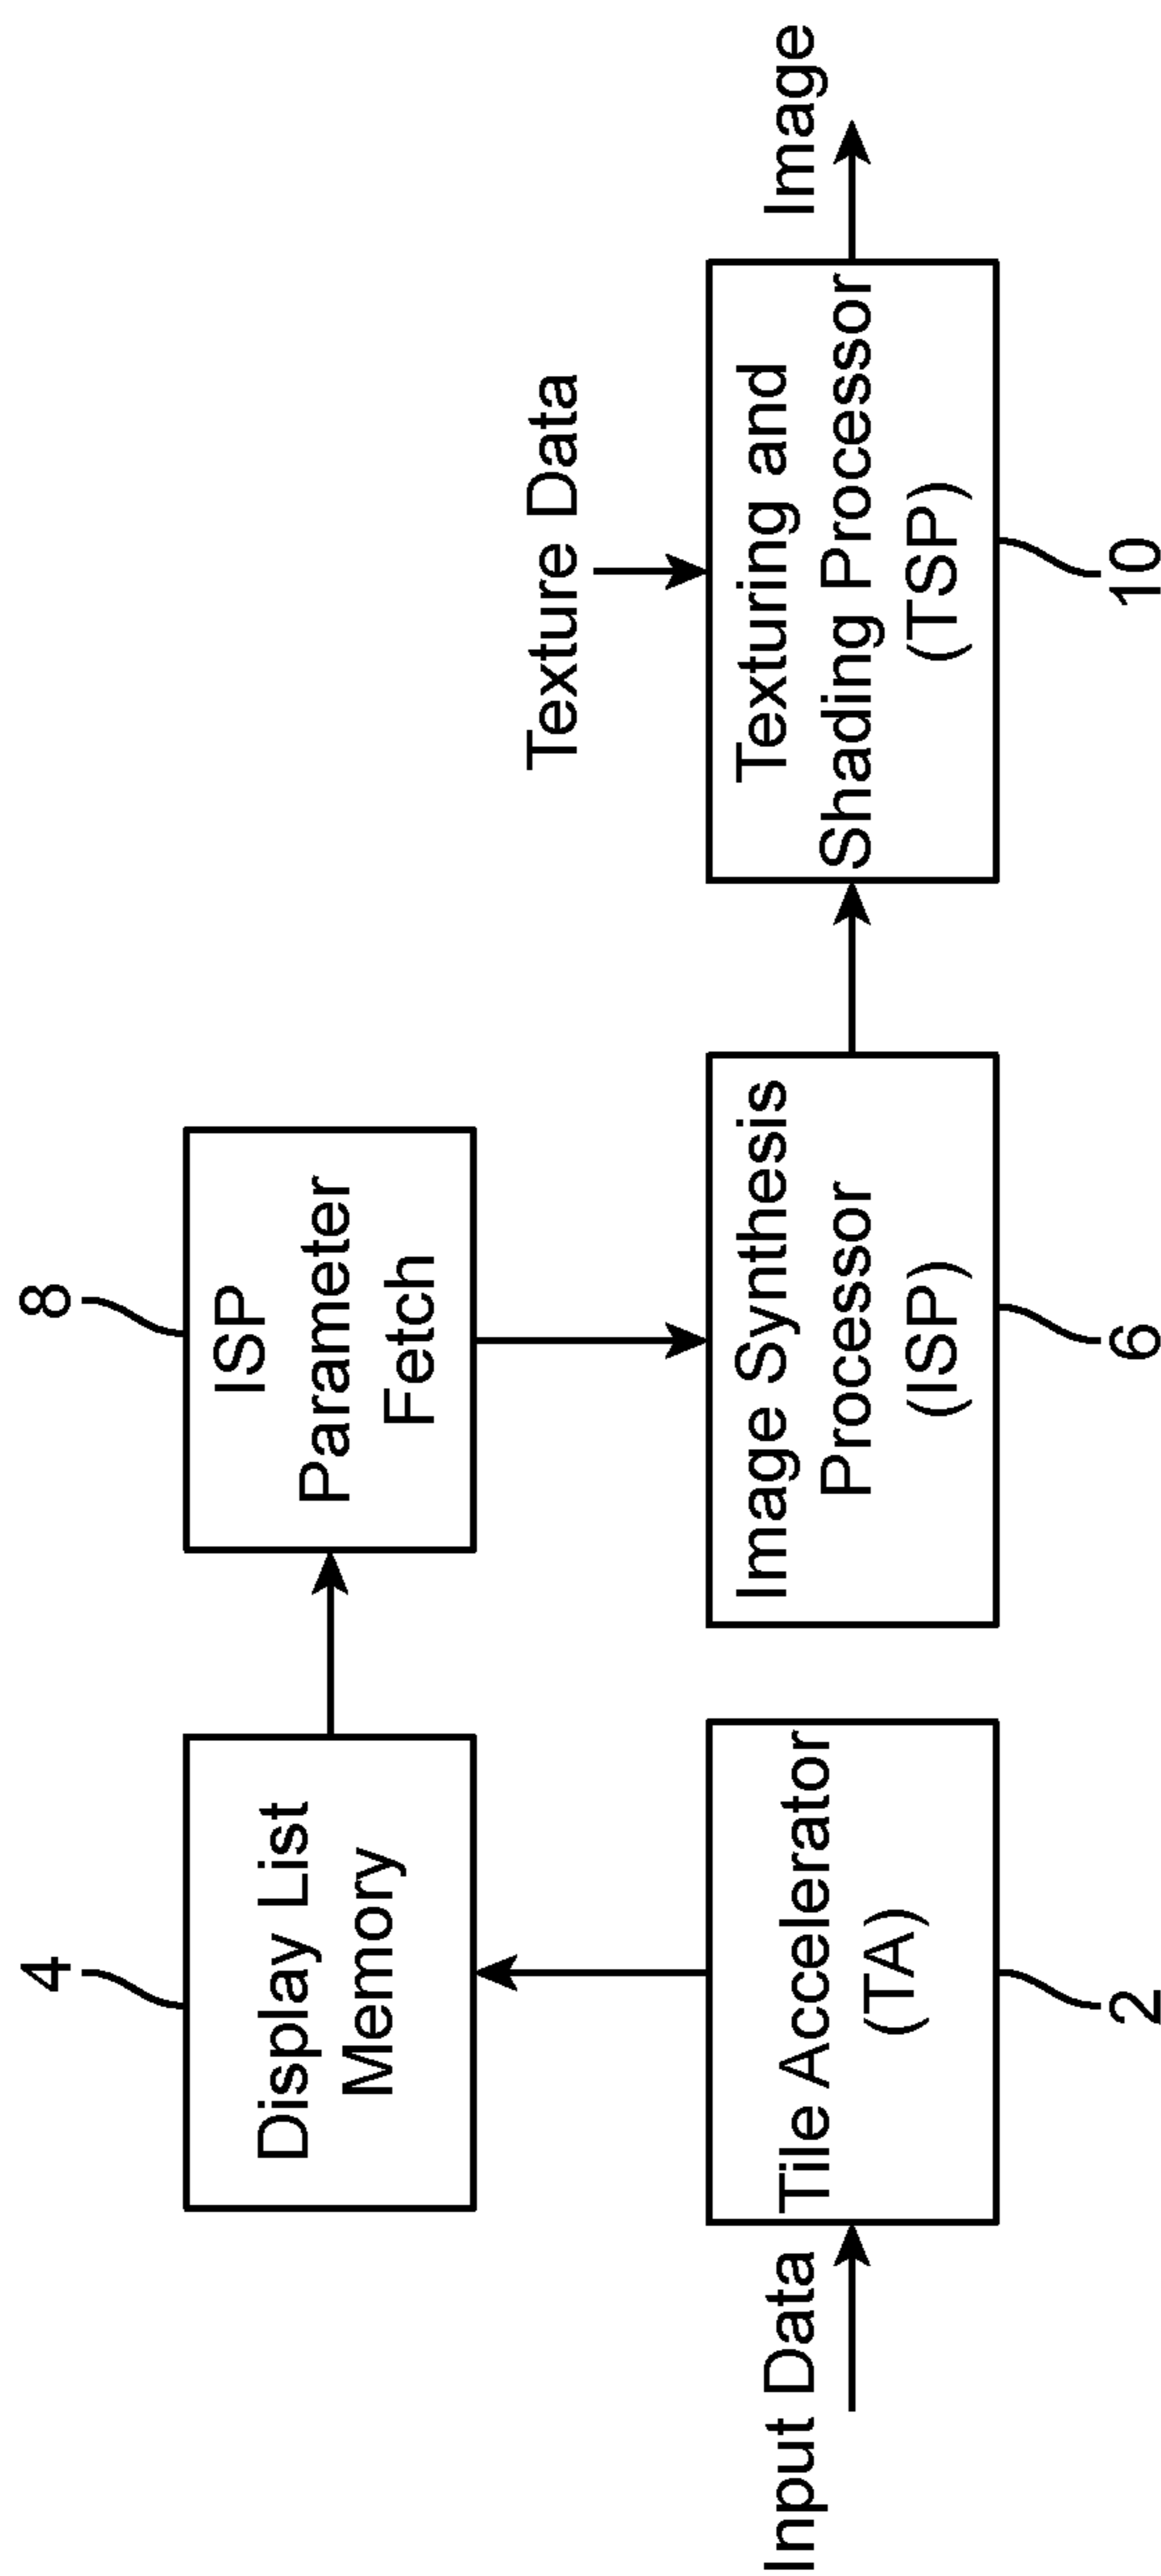 4
8
Display List
Memory
ISP
Parameter
Fetch
Texture Data
Input Data
Tile Accelerator
(TA)
Image Synthesis
Processor
(ISP)
Texturing and
Shading Processor
(TSP)
Image
2
6
10